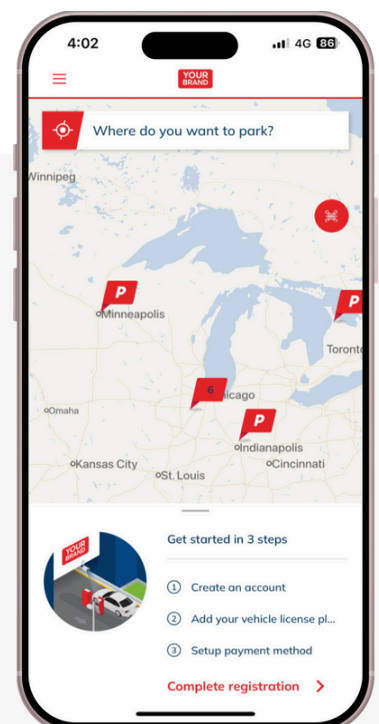 4:02
4G 86
YOUR
BRAND
Where do you want to park?
Winnipeg
P
Minneapolis
P
Toronto
6
hicago
P
Omaha
Indianapolis
Kansas City
Cincinnati
St. Louis
Get started in 3 steps
YOUR
BRAND
1 Create an account
2 Add your vehicle license pl...
3 Setup payment method
Complete registration